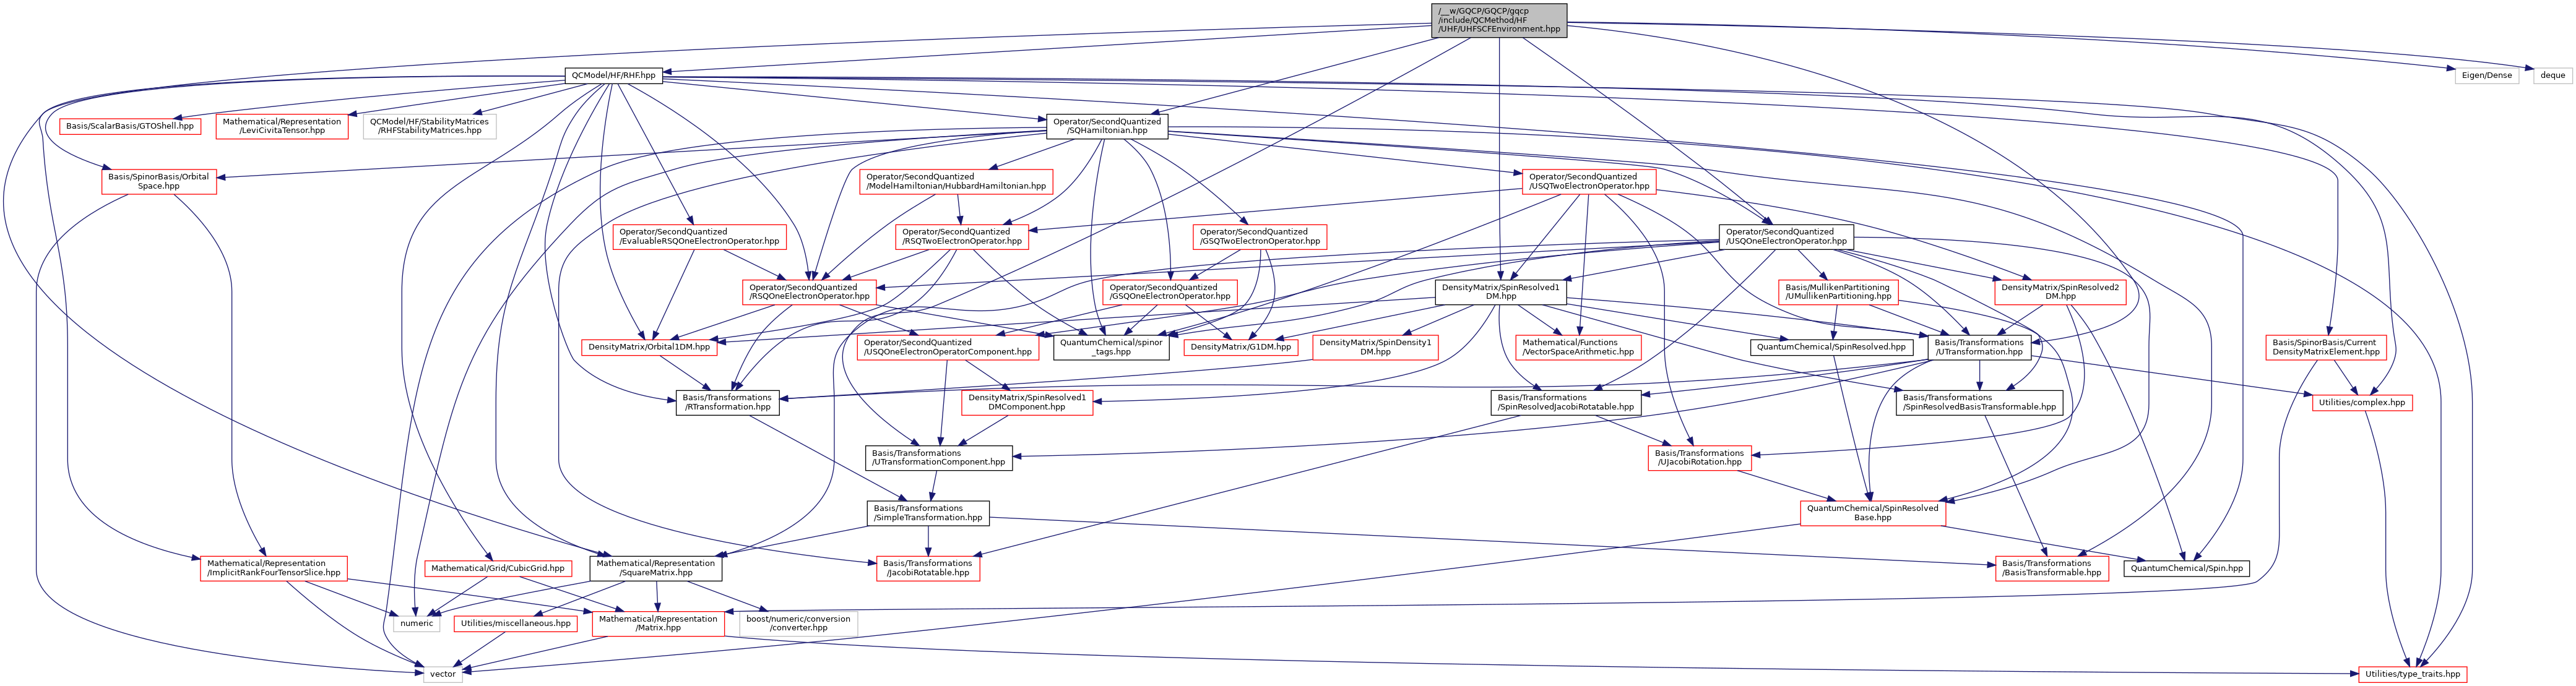 /__w/GQCP/GQCP/gqcp
/include/QCMethod/HF
/UHF/UHFSCFEnvironment.hpp
QCModel/HF/RHF.hpp
Eigen/Dense
deque
Basis/ScalarBasis/GTOShell.hpp
Mathematical/Representation
/LeviCivitaTensor.hpp
QCModel/HF/StabilityMatrices
/RHFStabilityMatrices.hpp
Operator/SecondQuantized
/SQHamiltonian.hpp
Basis/SpinorBasis/Orbital
Space.hpp
Operator/SecondQuantized
/ModelHamiltonian/HubbardHamiltonian.hpp
Operator/SecondQuantized
/USQTwoElectronOperator.hpp
Operator/SecondQuantized
/EvaluableRSQOneElectronOperator.hpp
Operator/SecondQuantized
/RSQTwoElectronOperator.hpp
Operator/SecondQuantized
/GSQTwoElectronOperator.hpp
Operator/SecondQuantized
/USQOneElectronOperator.hpp
Operator/SecondQuantized
/RSQOneElectronOperator.hpp
Operator/SecondQuantized
/GSQOneElectronOperator.hpp
DensityMatrix/SpinResolved1
DM.hpp
Basis/MullikenPartitioning
/UMullikenPartitioning.hpp
DensityMatrix/SpinResolved2
DM.hpp
DensityMatrix/Orbital1DM.hpp
Operator/SecondQuantized
/USQOneElectronOperatorComponent.hpp
QuantumChemical/spinor
_tags.hpp
DensityMatrix/G1DM.hpp
DensityMatrix/SpinDensity1
DM.hpp
Mathematical/Functions
/VectorSpaceArithmetic.hpp
QuantumChemical/SpinResolved.hpp
Basis/Transformations
/UTransformation.hpp
Basis/SpinorBasis/Current
DensityMatrixElement.hpp
Basis/Transformations
/RTransformation.hpp
DensityMatrix/SpinResolved1
DMComponent.hpp
Basis/Transformations
/SpinResolvedJacobiRotatable.hpp
Basis/Transformations
/SpinResolvedBasisTransformable.hpp
Utilities/complex.hpp
Basis/Transformations
/UTransformationComponent.hpp
Basis/Transformations
/UJacobiRotation.hpp
Basis/Transformations
/SimpleTransformation.hpp
QuantumChemical/SpinResolved
Base.hpp
Mathematical/Representation
/ImplicitRankFourTensorSlice.hpp
Mathematical/Grid/CubicGrid.hpp
Mathematical/Representation
/SquareMatrix.hpp
Basis/Transformations
/JacobiRotatable.hpp
Basis/Transformations
/BasisTransformable.hpp
QuantumChemical/Spin.hpp
numeric
Utilities/miscellaneous.hpp
Mathematical/Representation
/Matrix.hpp
boost/numeric/conversion
/converter.hpp
vector
Utilities/type_traits.hpp